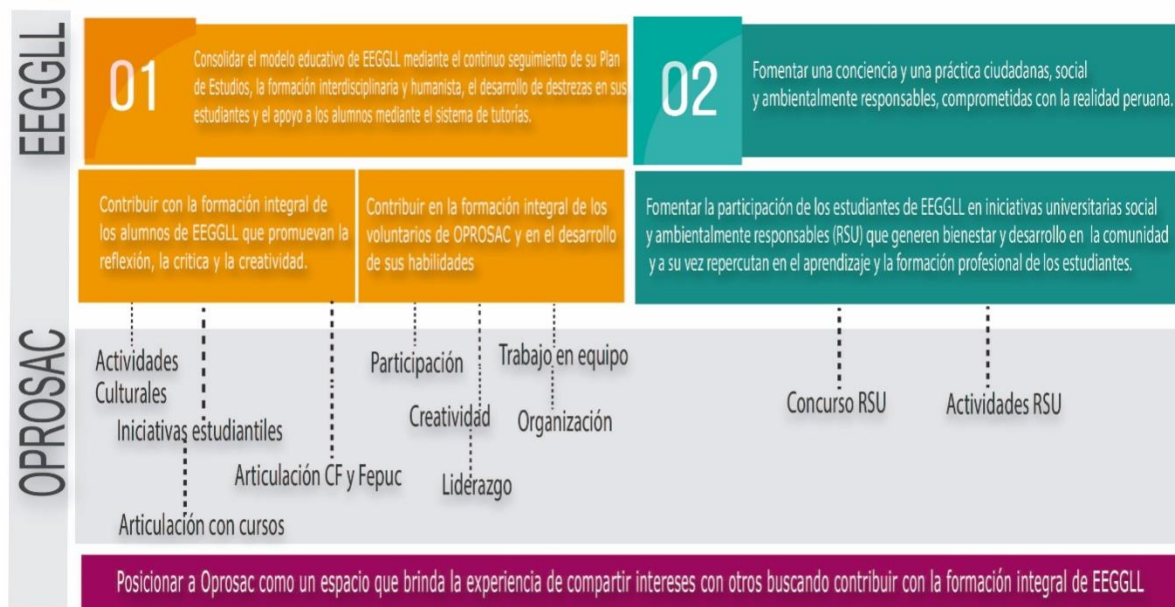 EEGGLL
01
Consolidar el modelo educativo de EEGGLL mediante el continuo seguimiento de su Plan
de Estudios, la formación interdisciplinaria y humanista, el desarrollo de destrezas en sus
estudiantes y el apoyo a los alumnos mediante el sistema de tutorías.
02
Fomentar una conciencia y una práctica ciudadanas, social
y ambientalmente responsables, comprometidas con la realidad peruana.
Contribuir con la formación integral de
los alumnos de EEGGLL que promuevan la
reflexión, la critica y la creatividad.
Contribuir en la formación integral de los
voluntarios de OPROSAC y en el desarrollo
de sus habilidades
Fomentar la participación de los estudiantes de EEGGLL en iniciativas universitarias social
y ambientalmente responsables (RSU) que generen bienestar y desarrollo en la comunidad
y a su vez repercutan en el aprendizaje y la formación profesional de los estudiantes.
OPROSAC
Actividades
Culturales
Iniciativas estudiantiles
Articulación con cursos
Articulación CF y Fepuc
Participación
Creatividad
Liderazgo
Trabajo en equipo
Organización
Concurso RSU
Actividades RSU
Posicionar a Oprosac como un espacio que brinda la experiencia de compartir intereses con otros buscando contribuir con la formación integral de EEGGLL